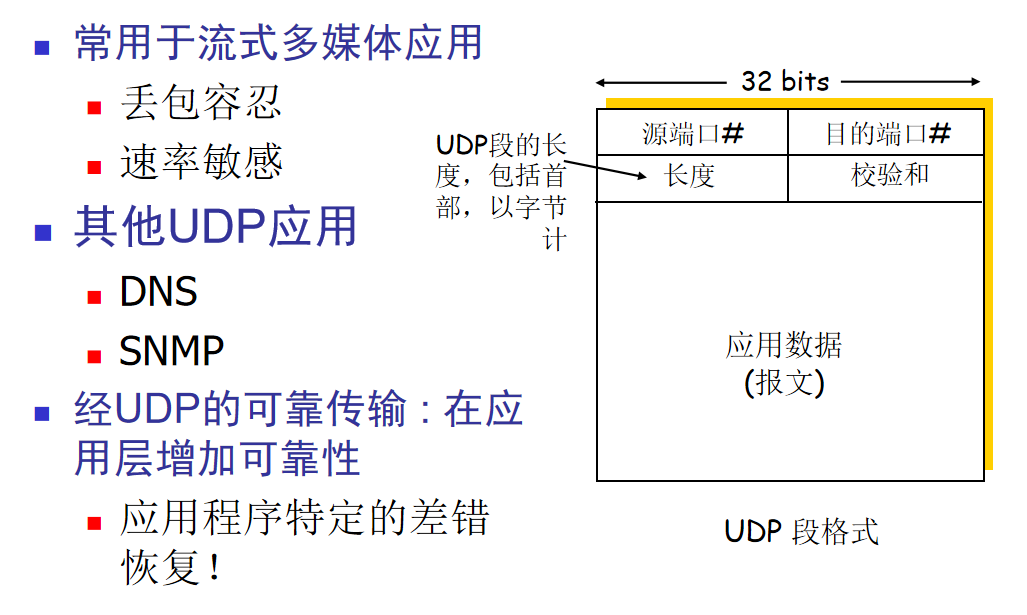 常用于流式多媒体应用
丢包容忍
速率敏感
其他UDP应用
DNS
SNMP
经UDP的可靠传输:在应
用层增加可靠性
应用程序特定的差错
恢复!
32 bits
源端口#
目的端口#
UDP段的长
度,包括首
部,以字节
计
长度
校验和
应用数据
(报文)
UDP 段格式